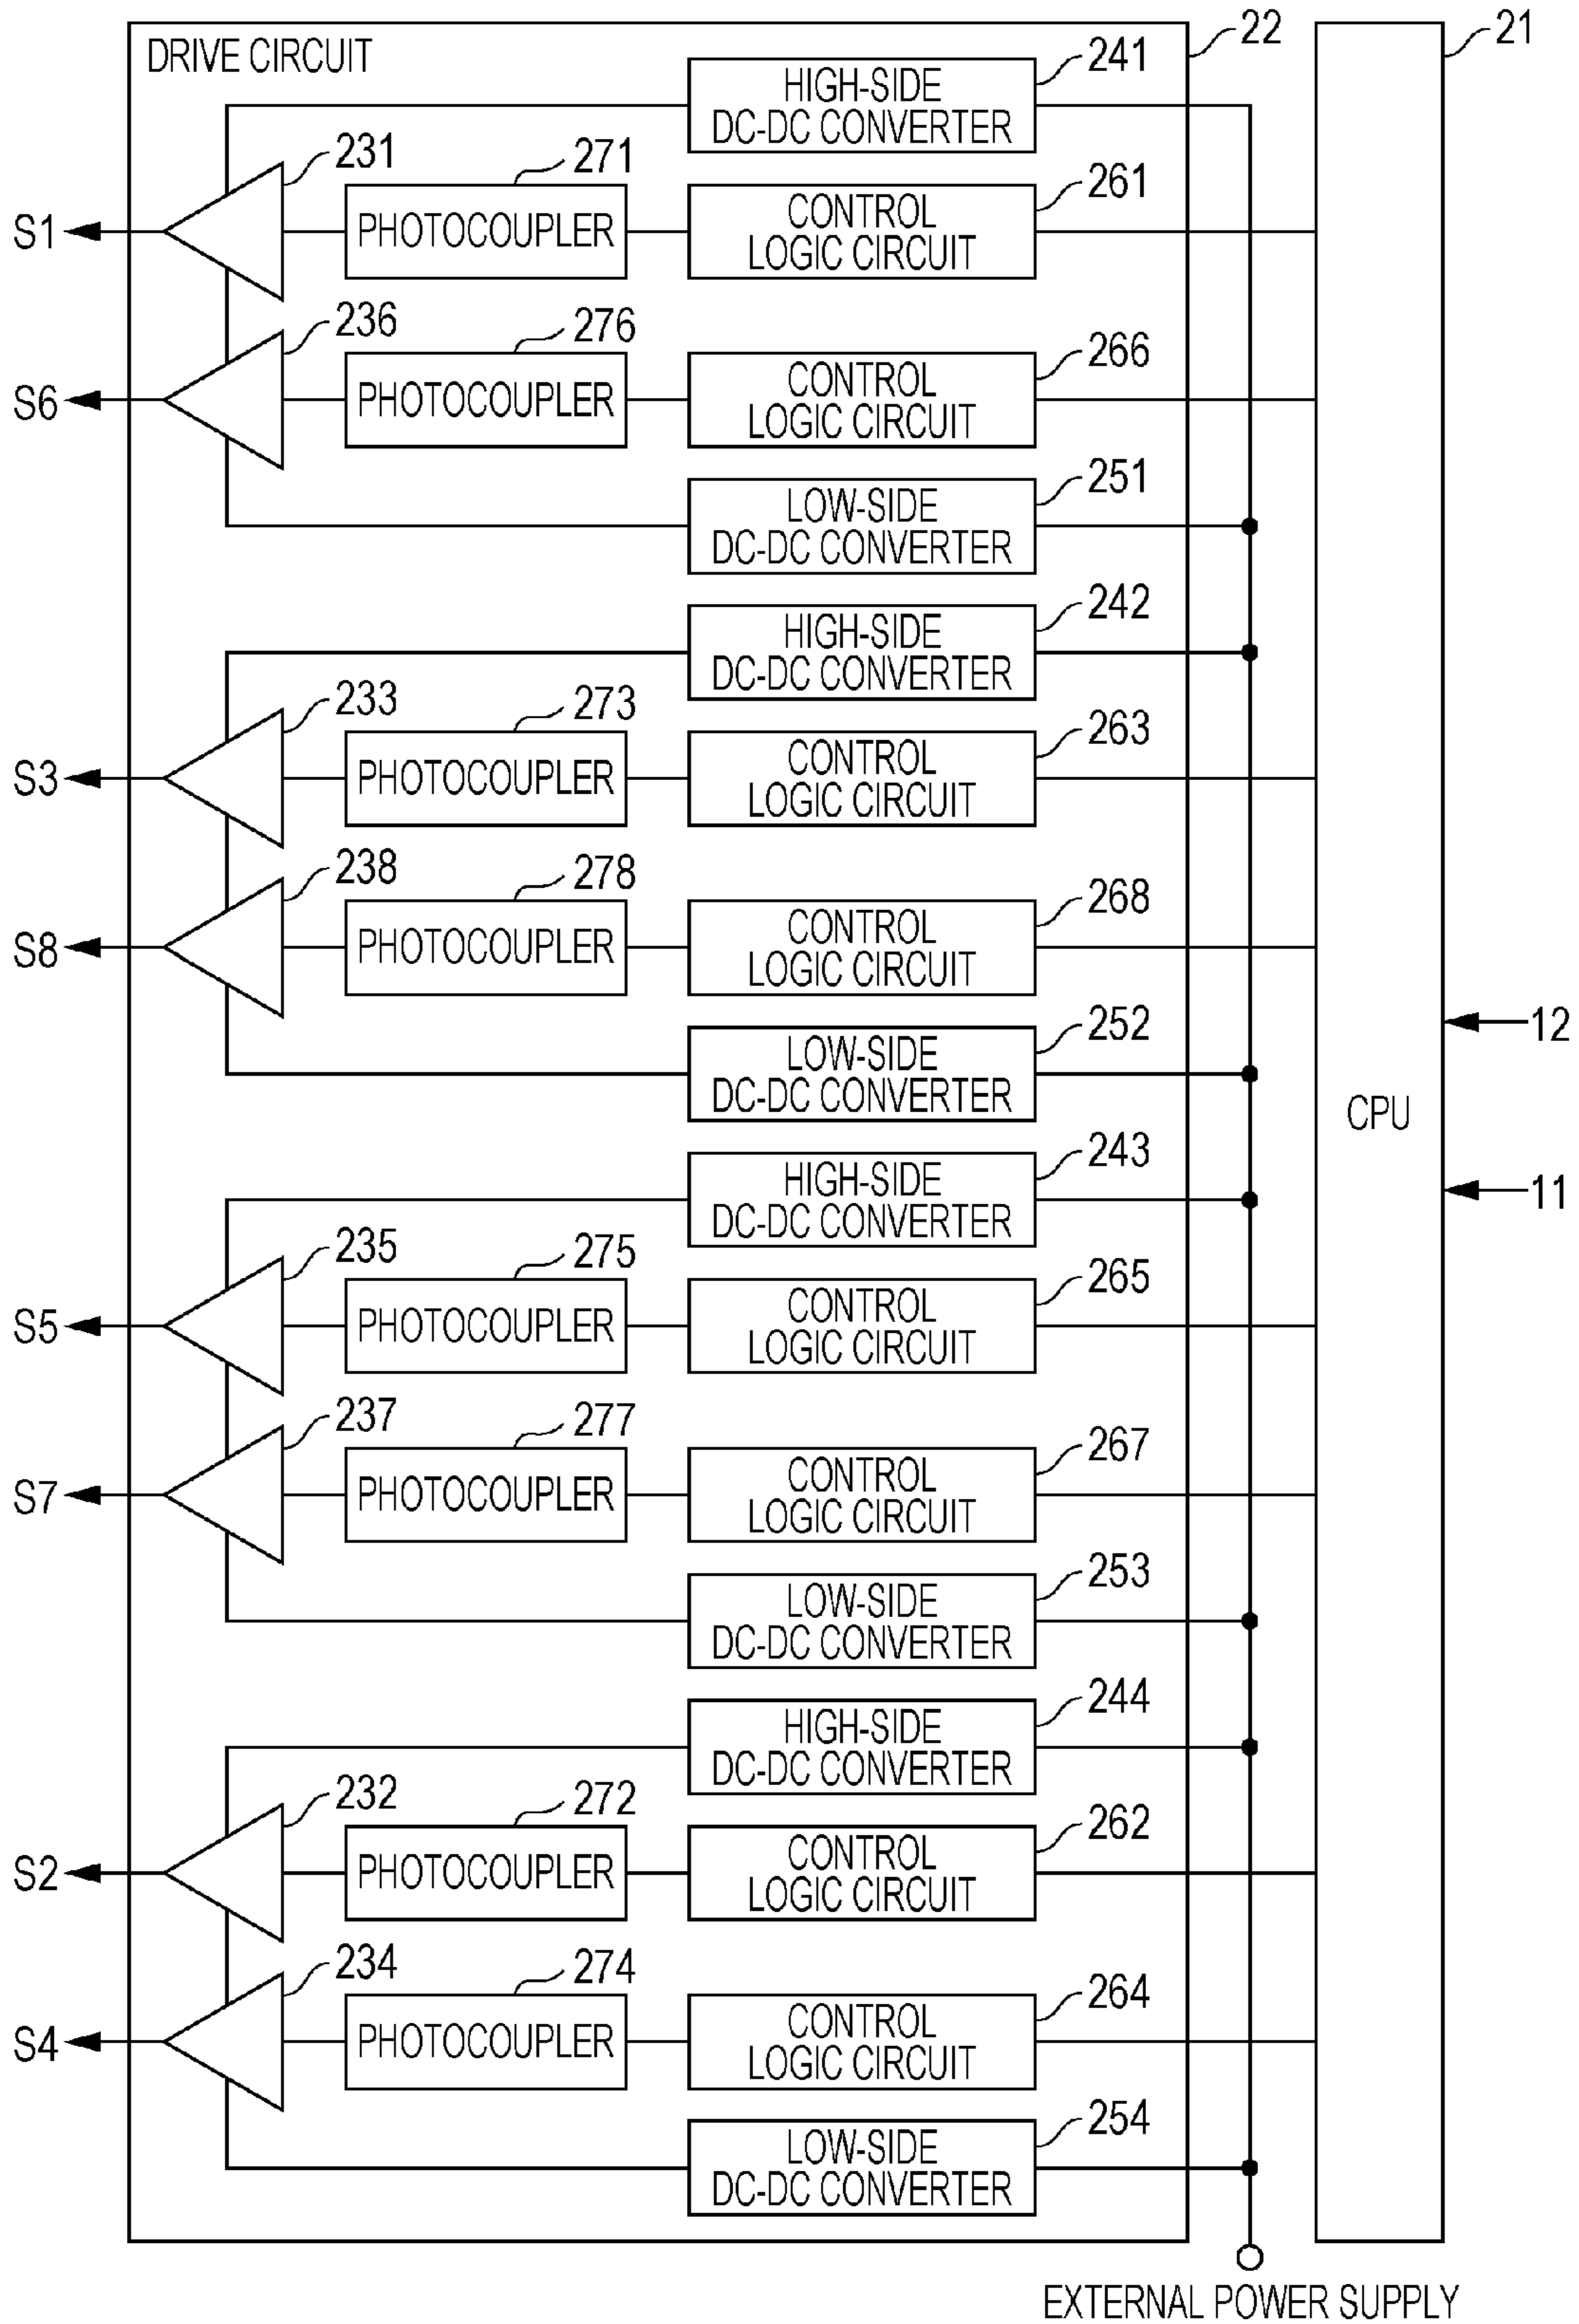 DRIVE CIRCUIT
22
21
HIGH-SIDE
DC-DC CONVERTER
241
231
271
PHOTOCOUPLER
CONTROL
LOGIC CIRCUIT
261
S1
236
276
PHOTOCOUPLER
CONTROL
LOGIC CIRCUIT
266
S6
LOW-SIDE
DC-DC CONVERTER
251
HIGH-SIDE
DC-DC CONVERTER
242
233
273
PHOTOCOUPLER
CONTROL
LOGIC CIRCUIT
263
S3
238
278
PHOTOCOUPLER
CONTROL
LOGIC CIRCUIT
268
S8
LOW-SIDE
DC-DC CONVERTER
252
12
CPU
11
HIGH-SIDE
DC-DC CONVERTER
243
235
275
PHOTOCOUPLER
CONTROL
LOGIC CIRCUIT
265
S5
237
277
PHOTOCOUPLER
CONTROL
LOGIC CIRCUIT
267
S7
LOW-SIDE
DC-DC CONVERTER
253
HIGH-SIDE
DC-DC CONVERTER
244
232
272
PHOTOCOUPLER
CONTROL
LOGIC CIRCUIT
262
S2
234
274
PHOTOCOUPLER
CONTROL
LOGIC CIRCUIT
264
S4
LOW-SIDE
DC-DC CONVERTER
254
EXTERNAL POWER SUPPLY